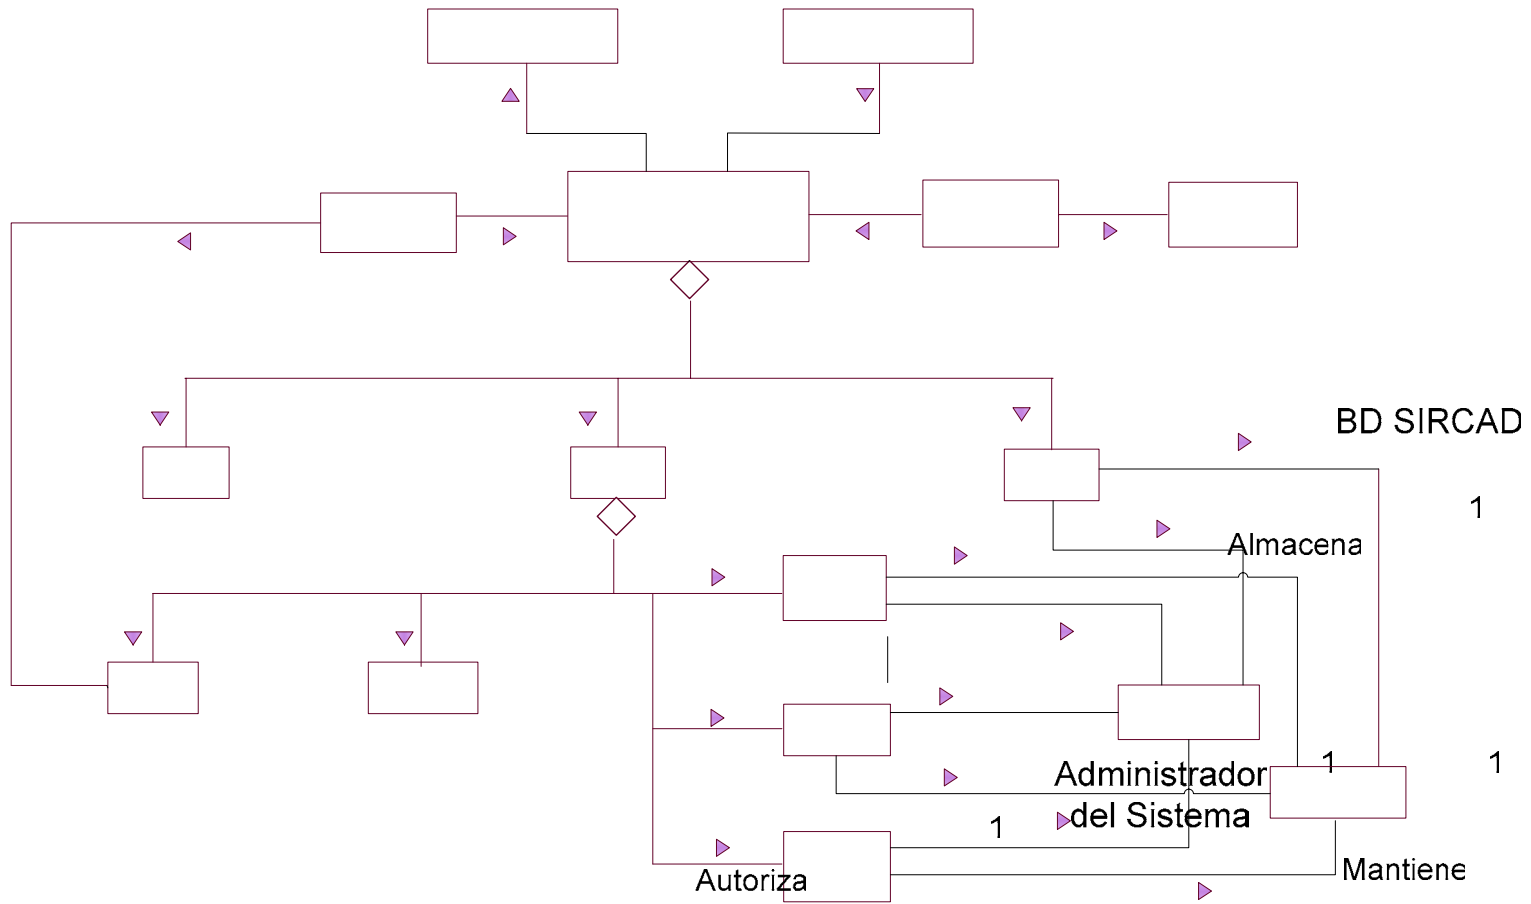 BD SIRCAD
1
Almacena
1
1
Administrador
del Sistema
1
Mantiene
Autoriza